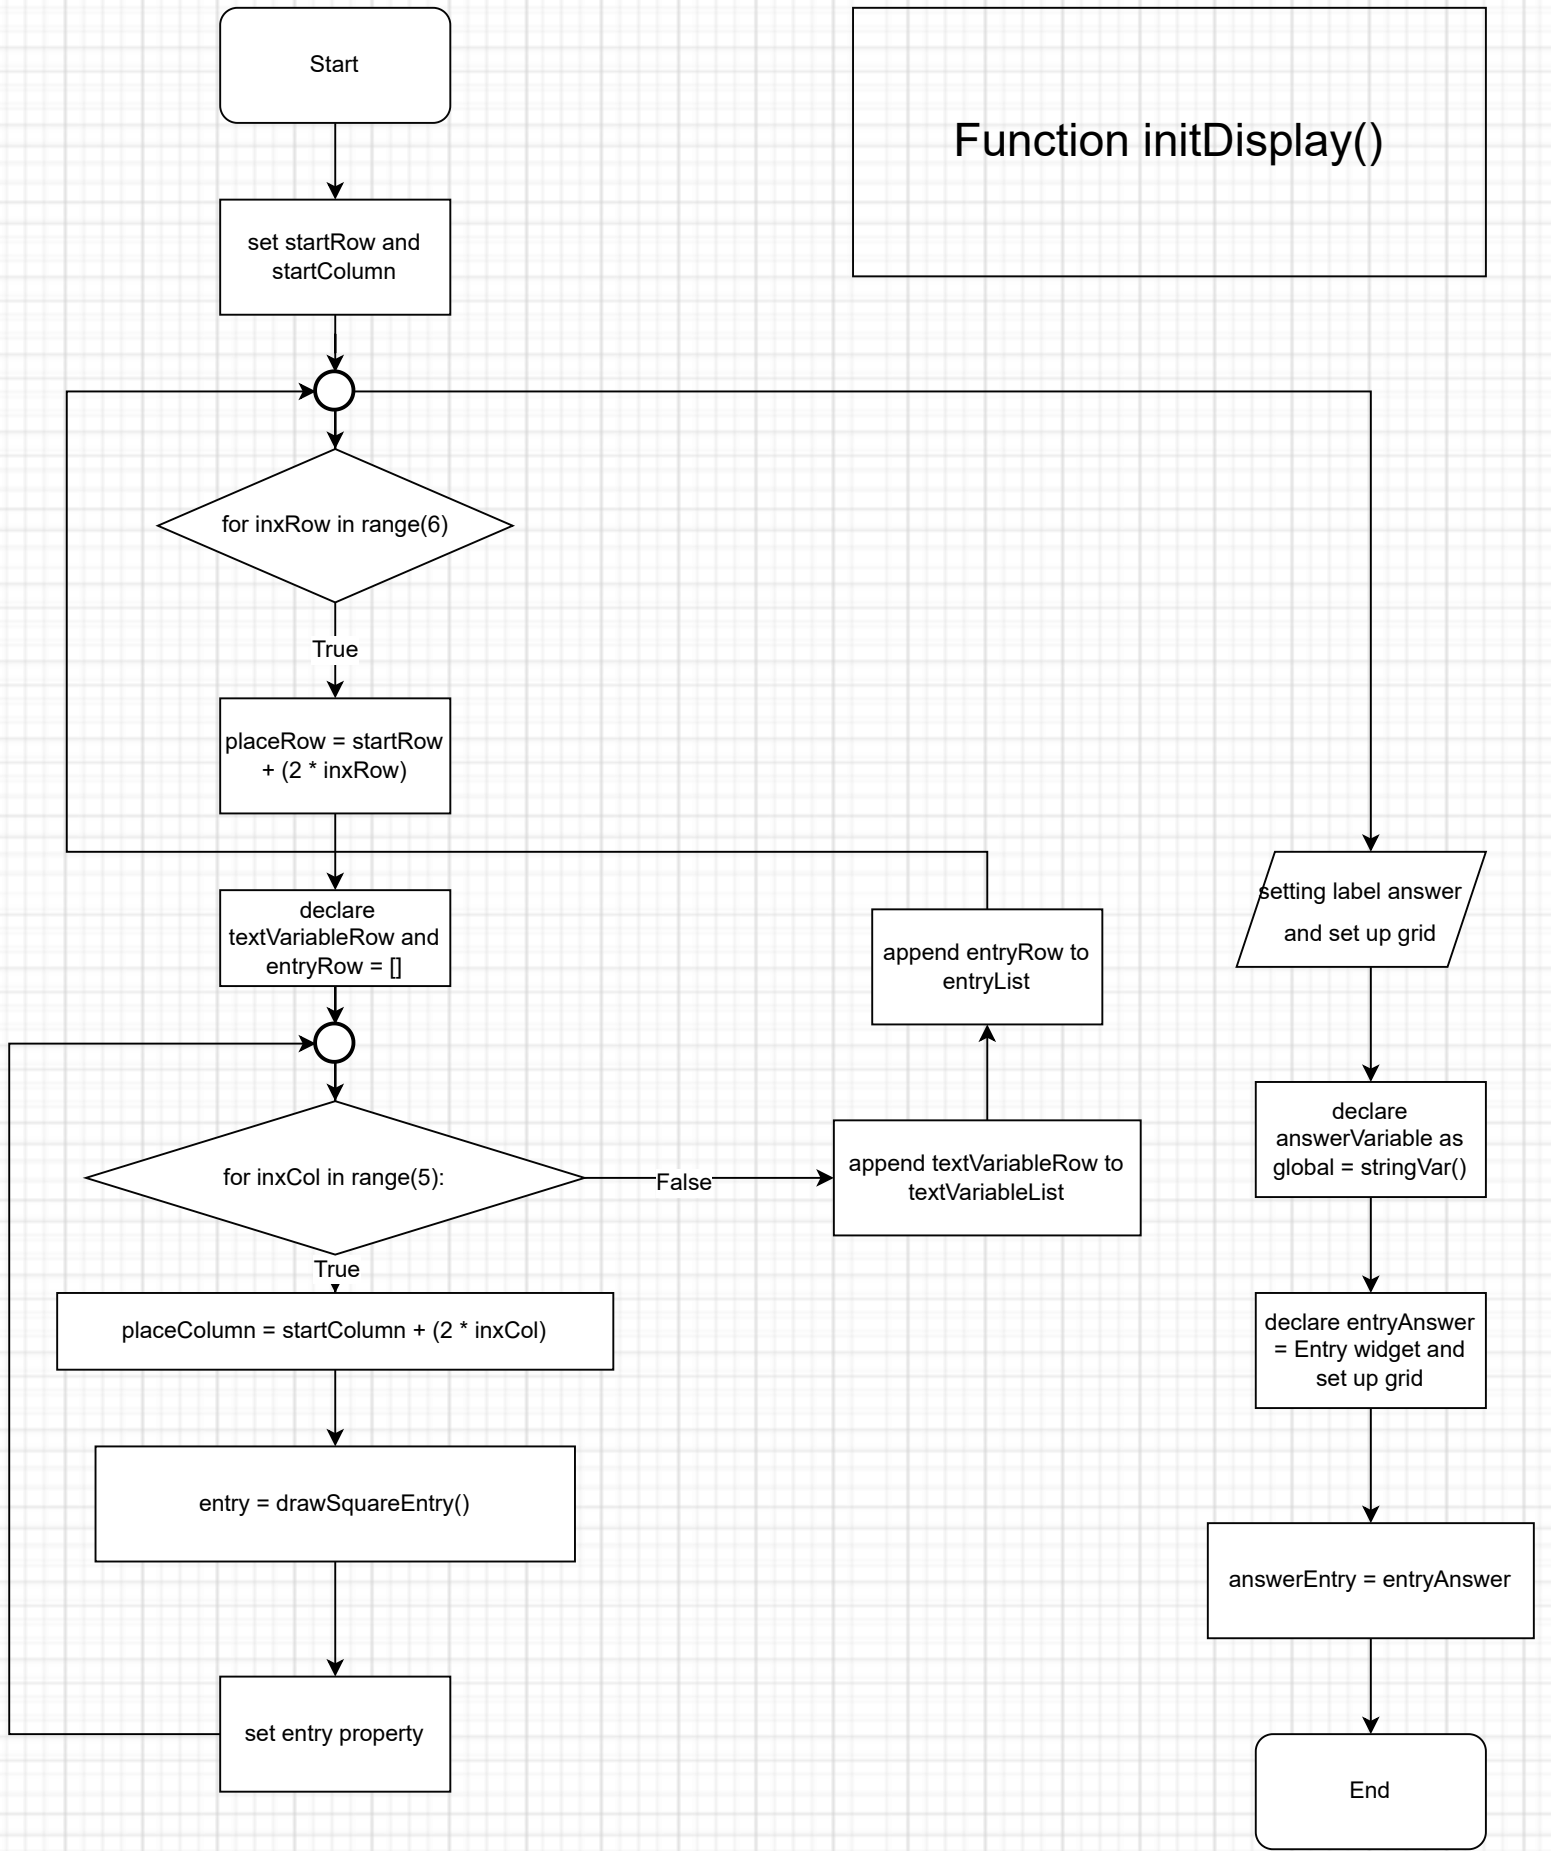 Start
Function initDisplay()
set startRow and
startColumn
for inxRow in range(6)
True
placeRow = startRow
+ (2 * inxRow)
declare
textVariableRow and
entryRow = []
for inxCol in range(5):
False
True
placeColumn = startColumn + (2 * inxCol)
entry = drawSquareEntry()
set entry property
append textVariableRow to
textVariableList
append entryRow to
entryList
setting label answer
and set up grid
declare
answerVariable as
global = stringVar()
declare entryAnswer
= Entry widget and
set up grid
answerEntry = entryAnswer
End